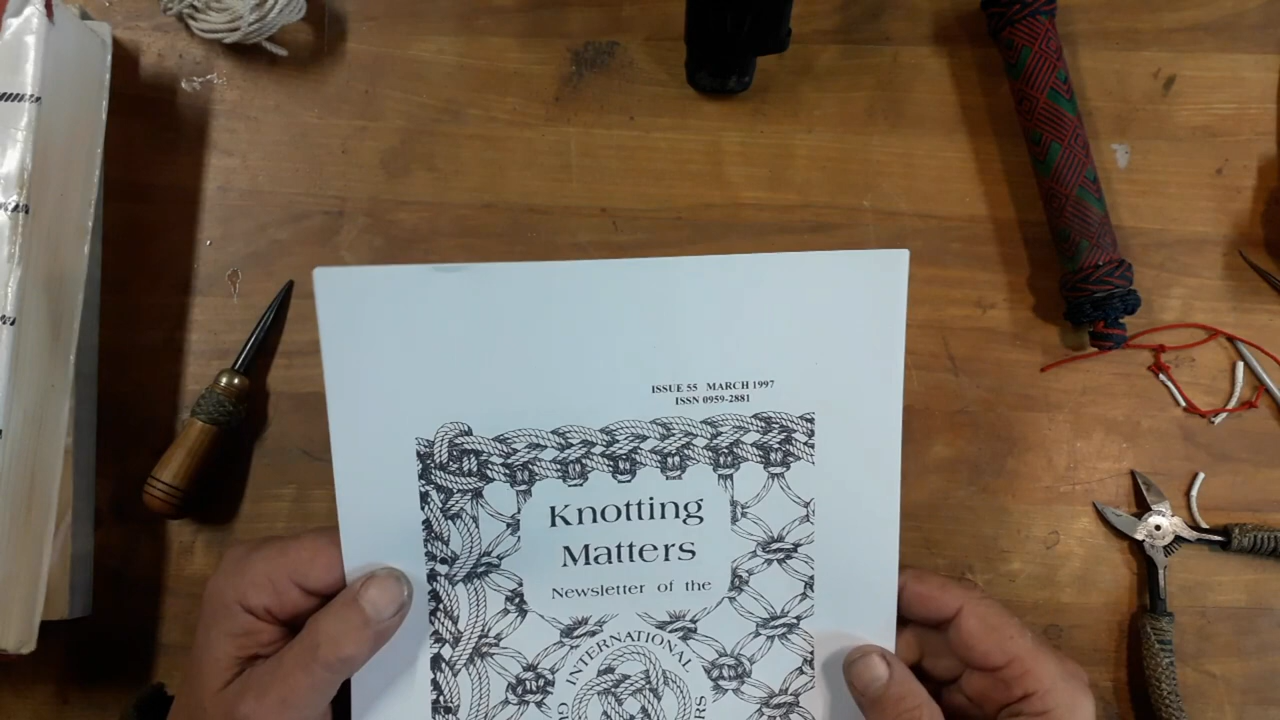 ISSUE 55 MARCH 1997
ISSN 0959-2881
Knotting
Matters
Newsletter of the
INTERNATIONAL